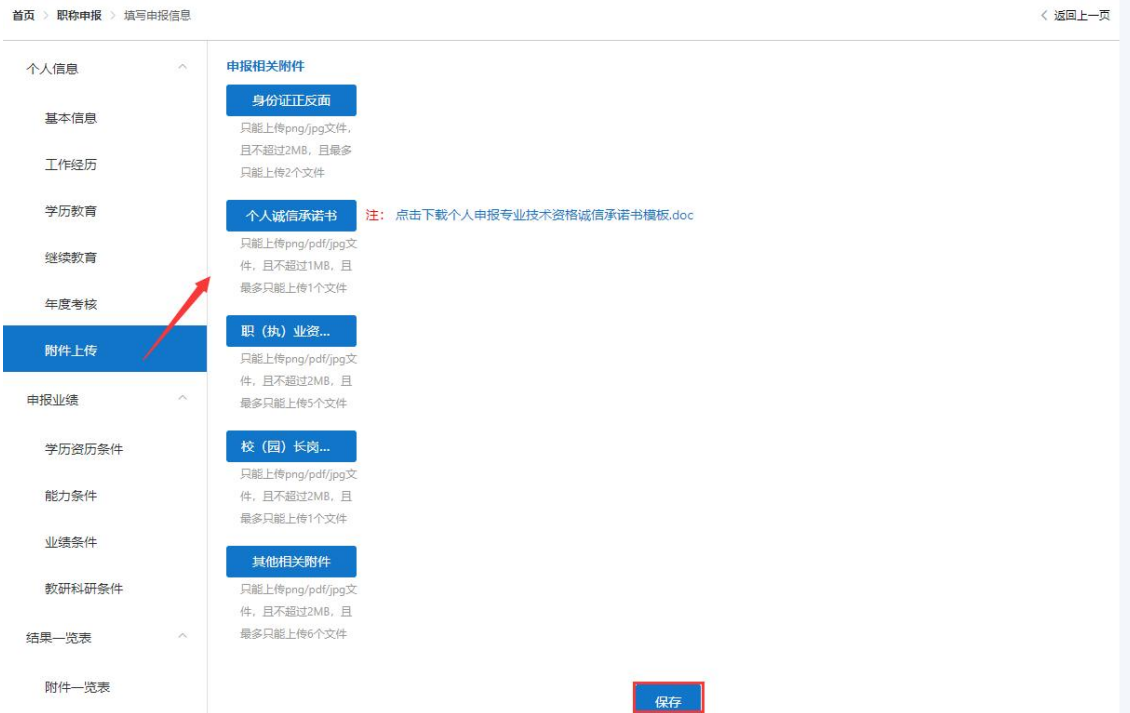 首页 > 职称申报 > 填写申报信息
< 返回上一页
个人信息
基本信息
工作经历
学历教育
继续教育
年度考核
附件上传
申报业绩
学历资历条件
能力条件
业绩条件
教研科研条件
结果一览表
附件一览表
申报相关附件
身份证正反面
只能上传png/jpg文件,
且不超过2MB，且最多
只能上传2个文件
个人诚信承诺书
注： 点击下载个人申报专业技术资格诚信承诺书模板.doc
只能上传png/pdf/jpg文
件，且不超过1MB，且
最多只能上传1个文件
职（执）业资...
只能上传png/pdf/jpg文
件，且不超过2MB，且
最多只能上传5个文件
校（园）长岗...
只能上传png/pdf/jpg文
件，且不超过2MB，且
最多只能上传1个文件
其他相关附件
只能上传png/pdf/jpg文
件，且不超过2MB，且
最多只能上传6个文件
保存